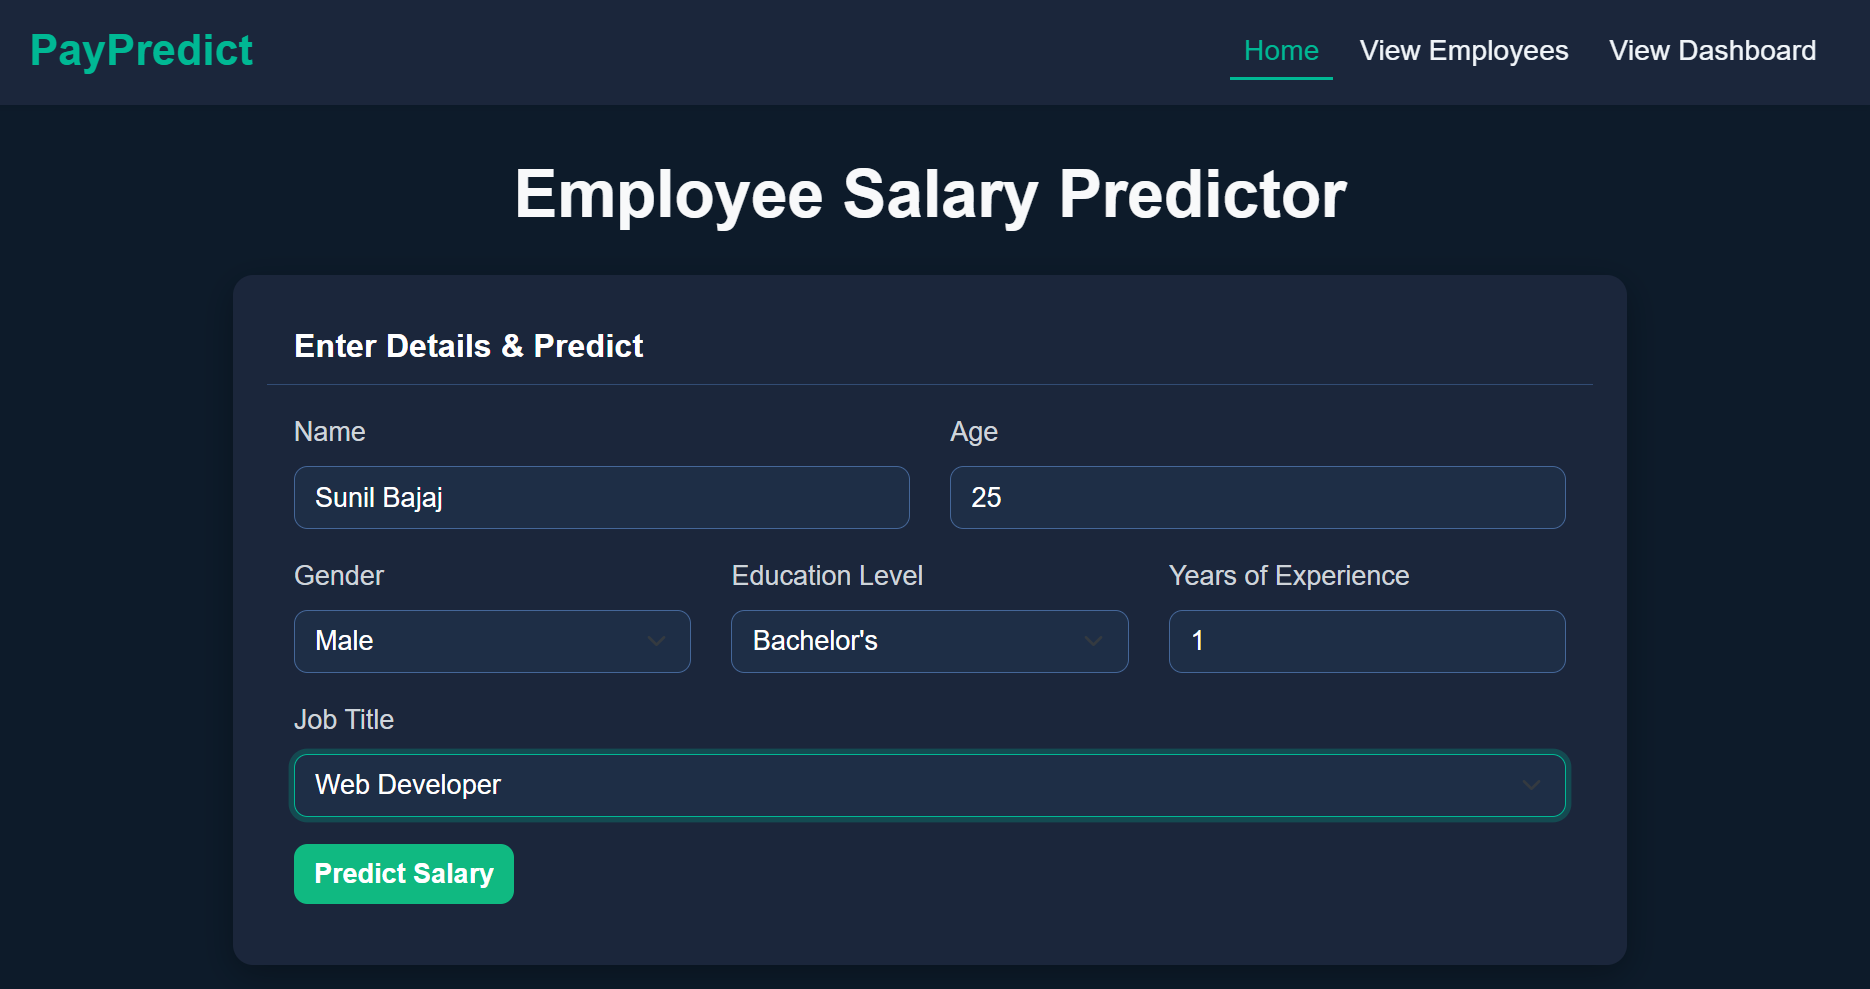 PayPredict
Home View Employees View Dashboard
Employee Salary Predictor
Enter Details & Predict
Name Age
Sunil Bajaj 25
Gender Education Level Years of Experience
Male Bachelor's 1
Job Title
Web Developer
Predict Salary